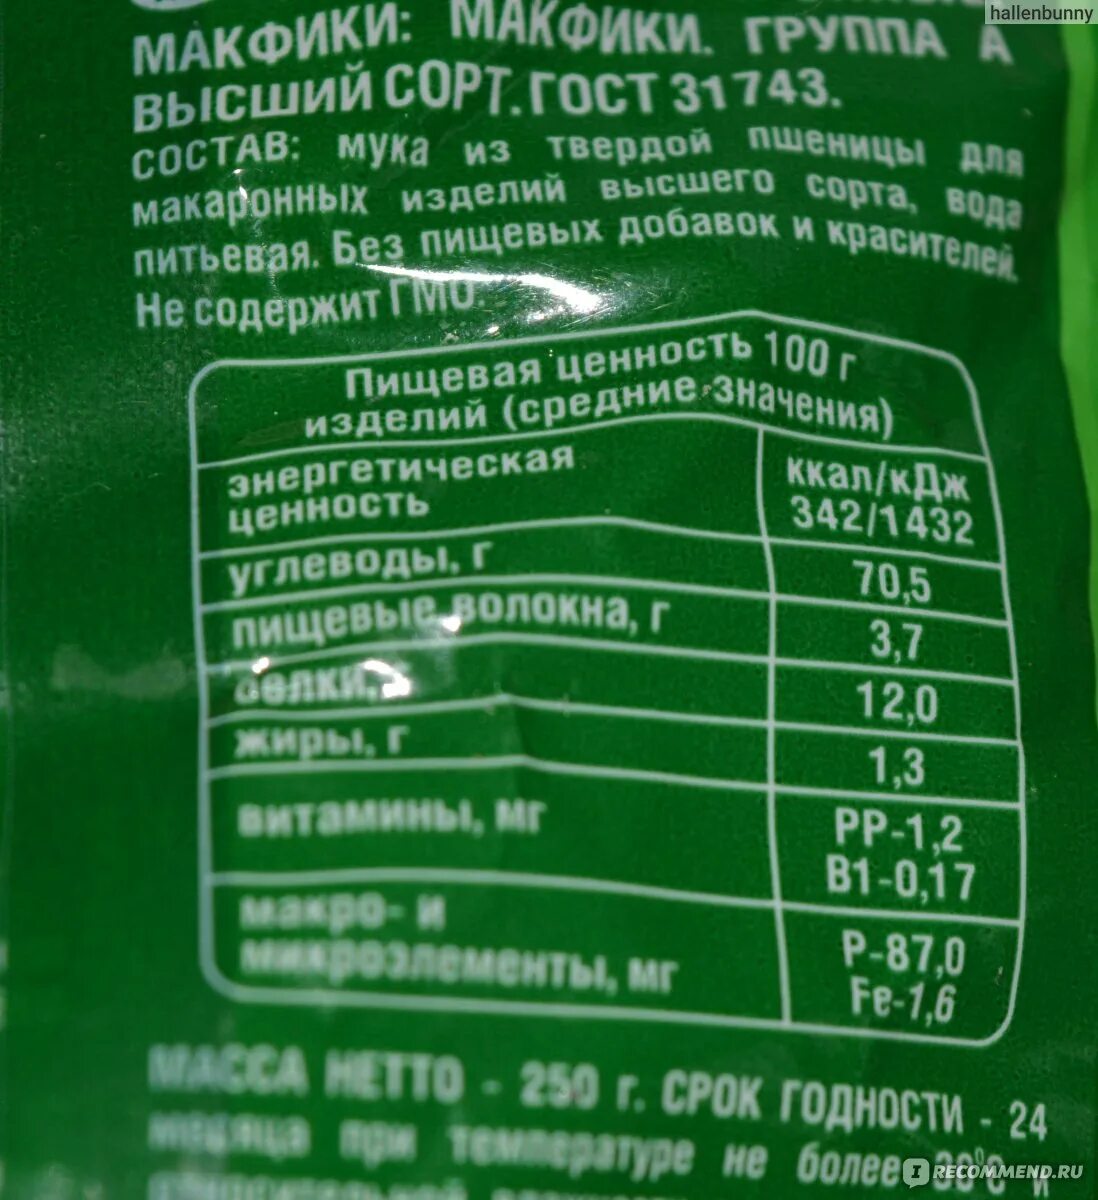 hallenbunny
МАКФИКИ: МАКФИКИ. ГРУППА А
ВЫСШИЙ СОРТ. ГОСТ 31743.
СОСТАВ: мука из твердой пшеницы для
макаронных изделий высшего сорта, вода
питьевая. Без пищевых добавок и красителей.
Не содержит ГМО.
Пищевая ценность 100 г
изделий (средние значения)
энергетическая ккал/кДж
ценность 342/1432
углеводы, г 70,5
пищевые волокна, г 3,7
белки, 12,0
жиры, г 1,3
витамины, мг PP-1,2
B1-0,17
макро- и P-87,0
микроэлементы, мг Fe-1,6
МАССА НЕТТО - 250 г. СРОК ГОДНОСТИ - 24
месяца при температуре не более 30°С и
IRECOMMEND.RU